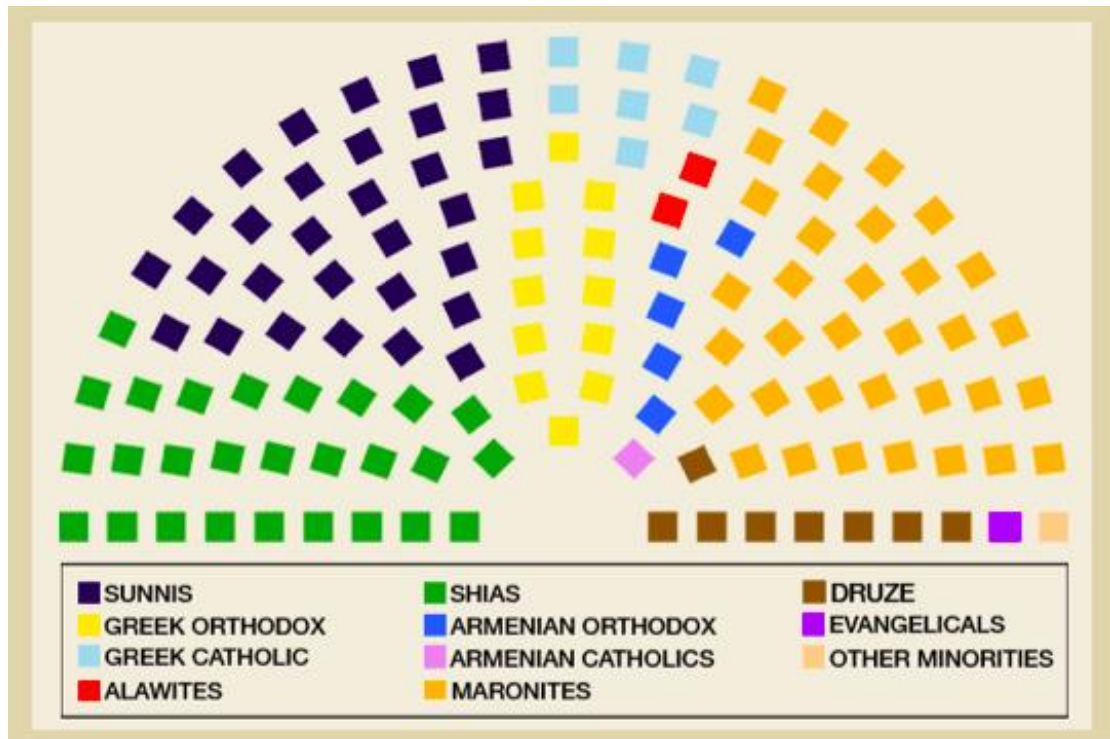 SUNNIS SHIAS DRUZE
GREEK ORTHODOX ARMENIAN ORTHODOX EVANGELICALS
GREEK CATHOLIC ARMENIAN CATHOLICS OTHER MINORITIES
ALAWITES MARONITES